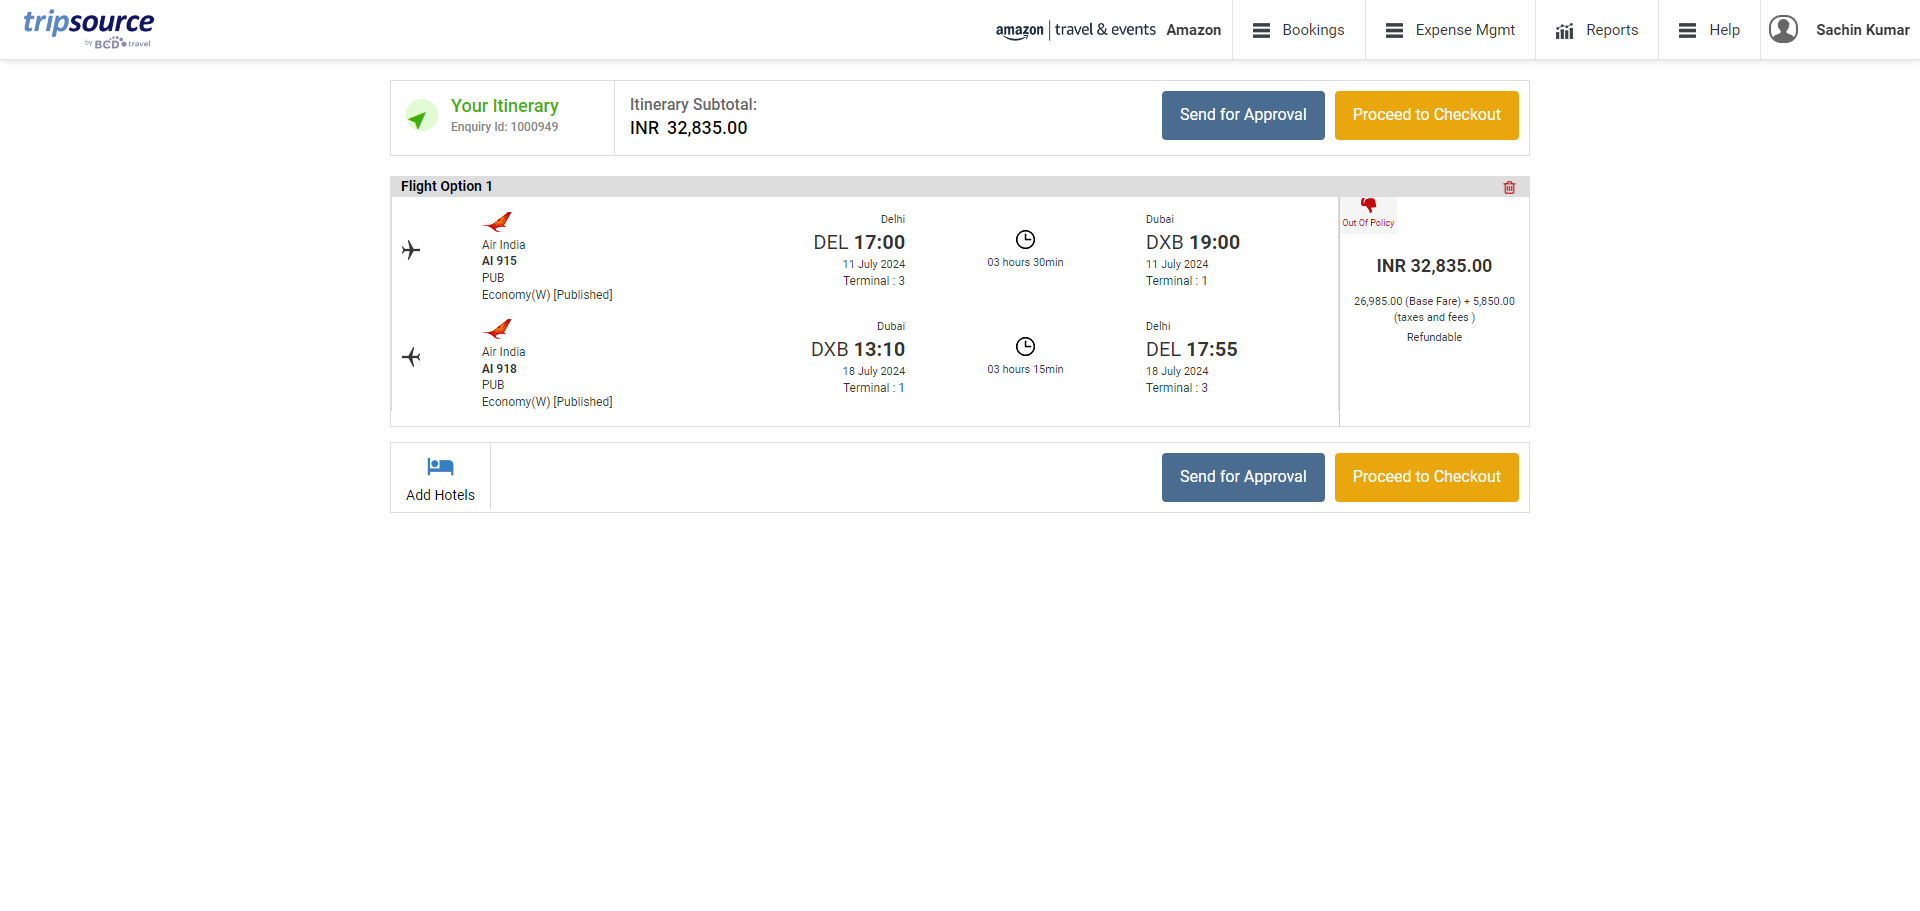 tripsource
by BCD travel
amazon | travel & events Amazon
Bookings
Expense Mgmt
Reports
Help
Sachin Kumar
Your Itinerary
Enquiry Id: 1000949
Itinerary Subtotal:
INR 32,835.00
Send for Approval
Proceed to Checkout
Flight Option 1
Air India
AI 915
PUB
Economy(W) [Published]
Delhi
DEL 17:00
11 July 2024
Terminal : 3
03 hours 30min
Dubai
DXB 19:00
11 July 2024
Terminal : 1
Air India
AI 918
PUB
Economy(W) [Published]
Dubai
DXB 13:10
18 July 2024
Terminal : 1
03 hours 15min
Delhi
DEL 17:55
18 July 2024
Terminal : 3
Out Of Policy
INR 32,835.00
26,985.00 (Base Fare) + 5,850.00
(taxes and fees )
Refundable
Add Hotels
Send for Approval
Proceed to Checkout